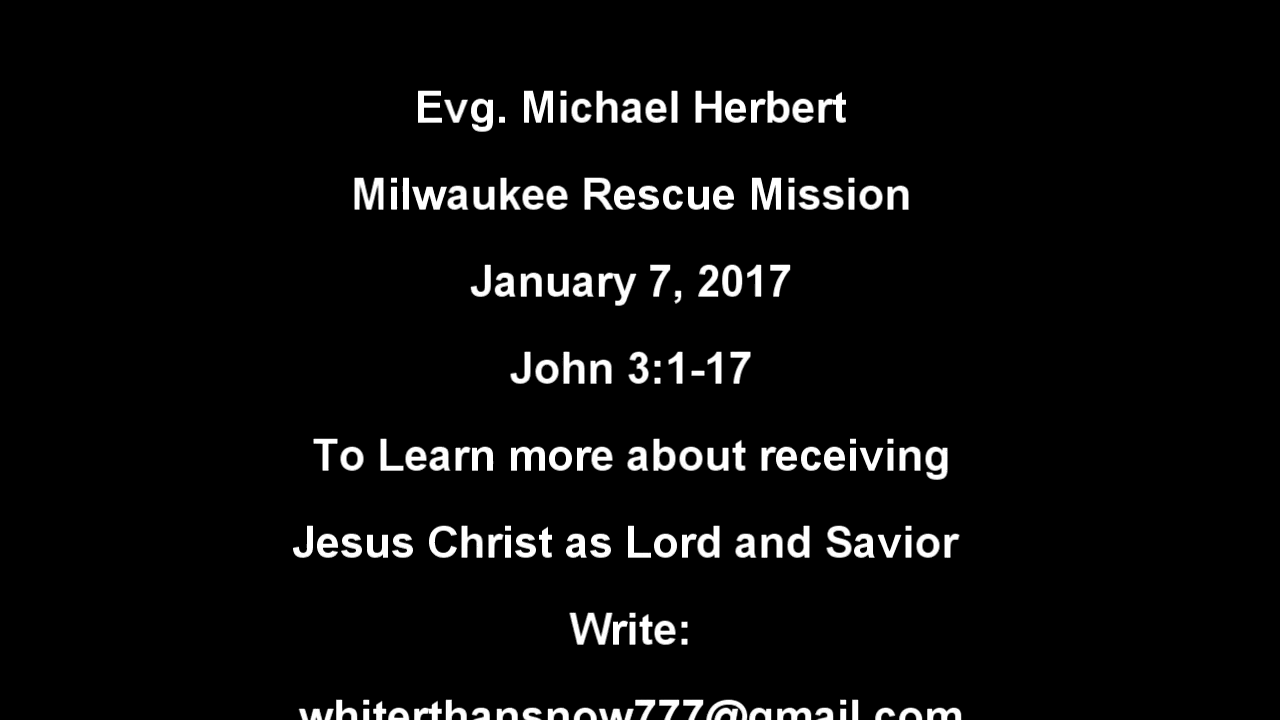 Evg. Michael Herbert
Milwaukee Rescue Mission
January 7, 2017
John 3:1-17
To Learn more about receiving
Jesus Christ as Lord and Savior
Write:
whiterthansnow777@gmail.com